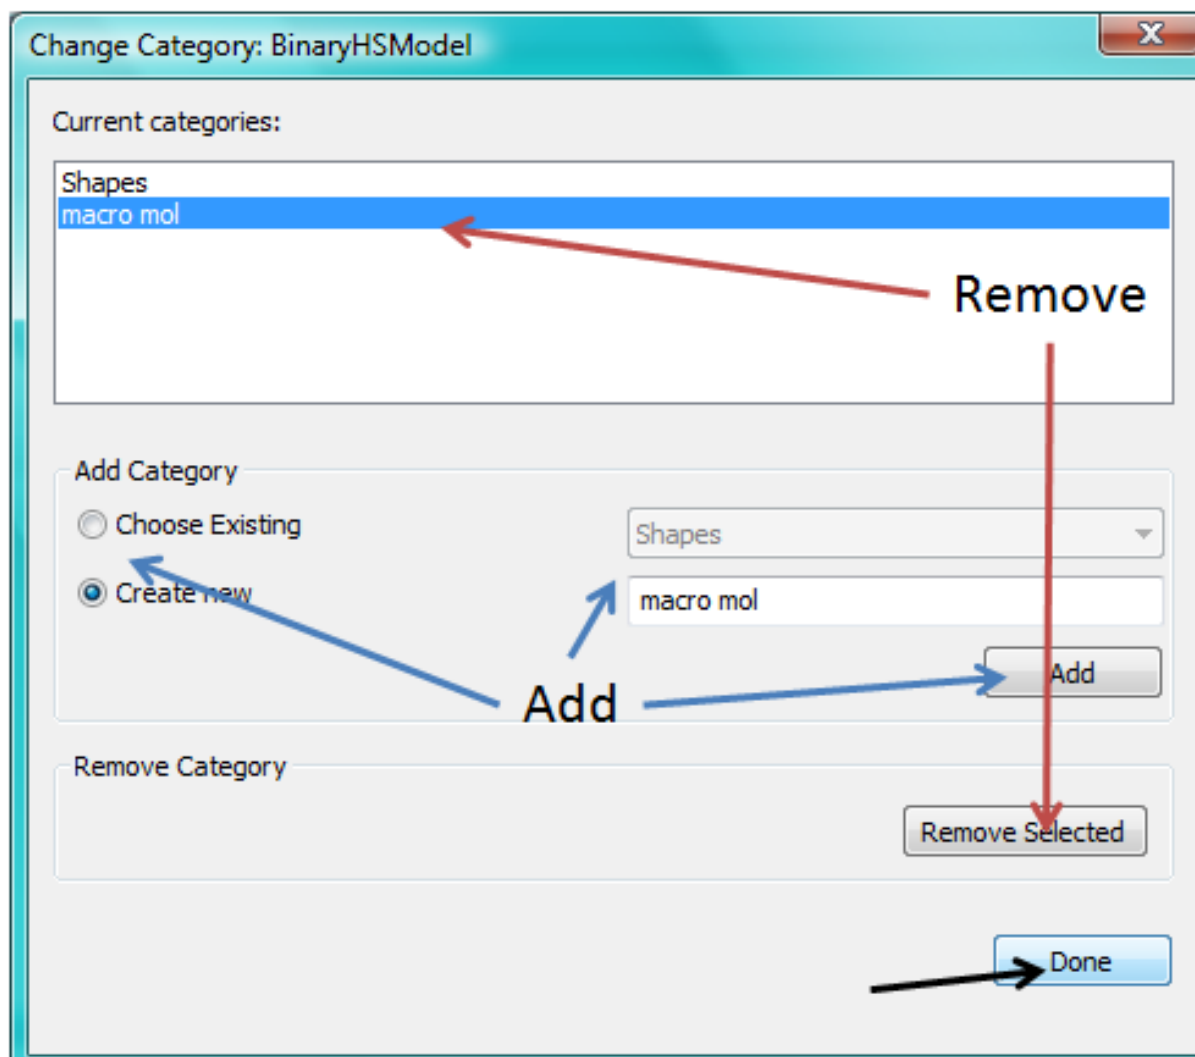 Change Category: BinaryHSModel
X
Current categories:
Shapes
macro mol
Remove
Add Category
Choose Existing
Shapes
Create new
macro mol
Add
Add
Remove Category
Remove Selected
Done